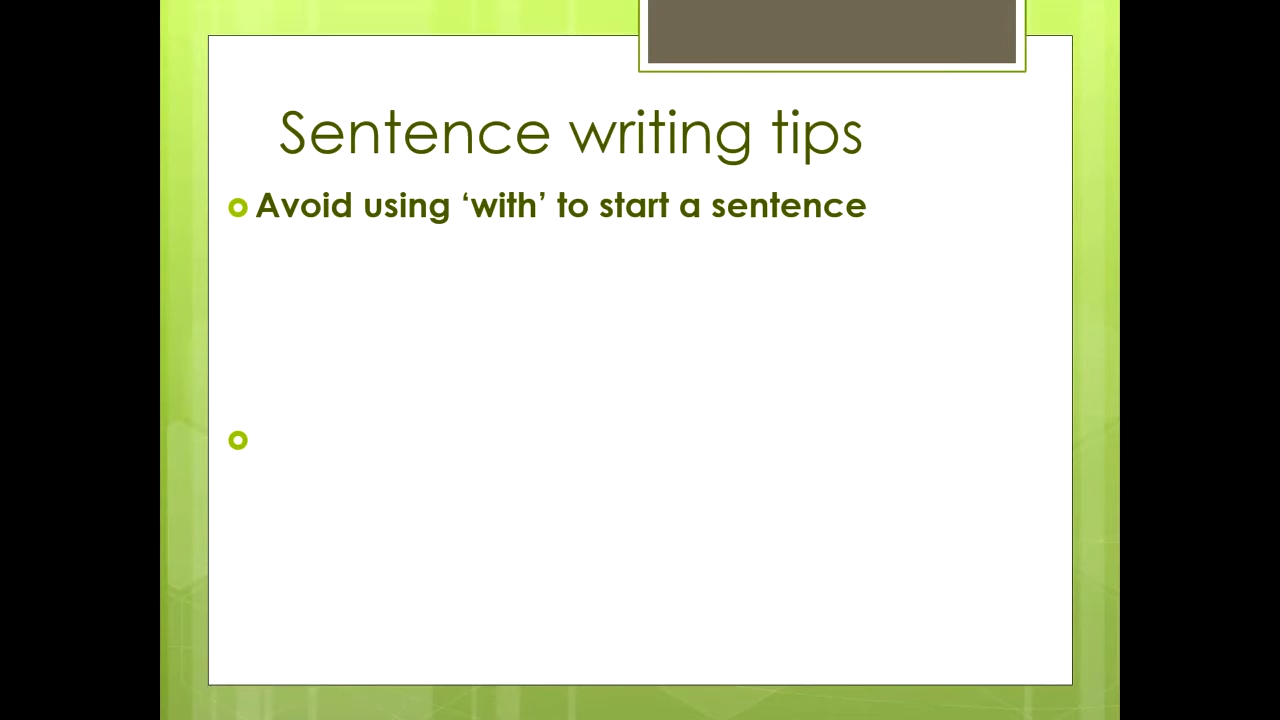 Sentence writing tips
Avoid using ‘with’ to start a sentence